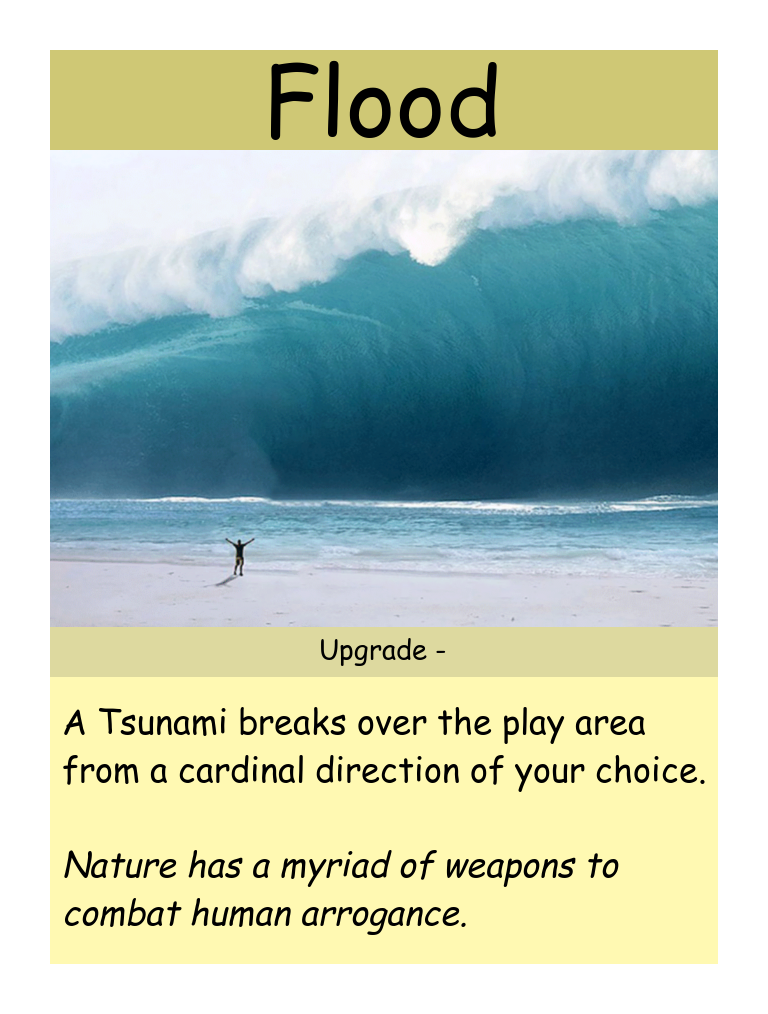 Flood
Upgrade -
A Tsunami breaks over the play area
from a cardinal direction of your choice.
Nature has a myriad of weapons to
combat human arrogance.